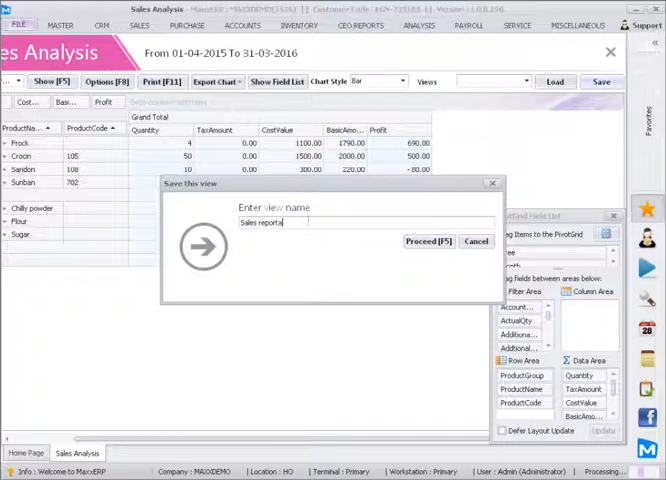 Sales Analysis - MaxxERP
FILE MASTER CRM SALES PURCHASE ACCOUNTS INVENTORY CEO REPORTS ANALYSIS PAYROLL SERVICE MISCELLANEOUS Support
es Analysis From 01-04-2015 To 31-03-2016
Show [F5] Options [F8] Print [F11] Export Chart Show Field List Chart Style Bar Views Load Save
Cost... Basi... Profit
Grand Total
ProductNa... ProductCode Quantity TaxAmount CostValue BasicAmo... Profit
Frock 4 0.00 1100.00 1790.00 690.00
Crocin 105 50 0.00 1500.00 2000.00 500.00
Saridon 108 10 0.00 300.00 220.00 - 80.00
Sunban 702
Chilly powder
Flour
Sugar
Save this view
Enter view name
Sales reporta
Proceed [F5] Cancel
Favorites
PivotGrid Field List
ag Items to the PivotGrid
ag fields between areas below:
Filter Area Column Area
Account...
ActualQty
Additiona...
Addtional...
Row Area Data Area
ProductGroup Quantity
ProductName TaxAmount
ProductCode CostValue
BasicAmo...
Defer Layout Update Update
28
Home Page Sales Analysis
Info : Welcome to MaxxERP Company : MAXXDEMO Location : HO Terminal : Primary Workstation : Primary User : Admin (Administrator) Processing...